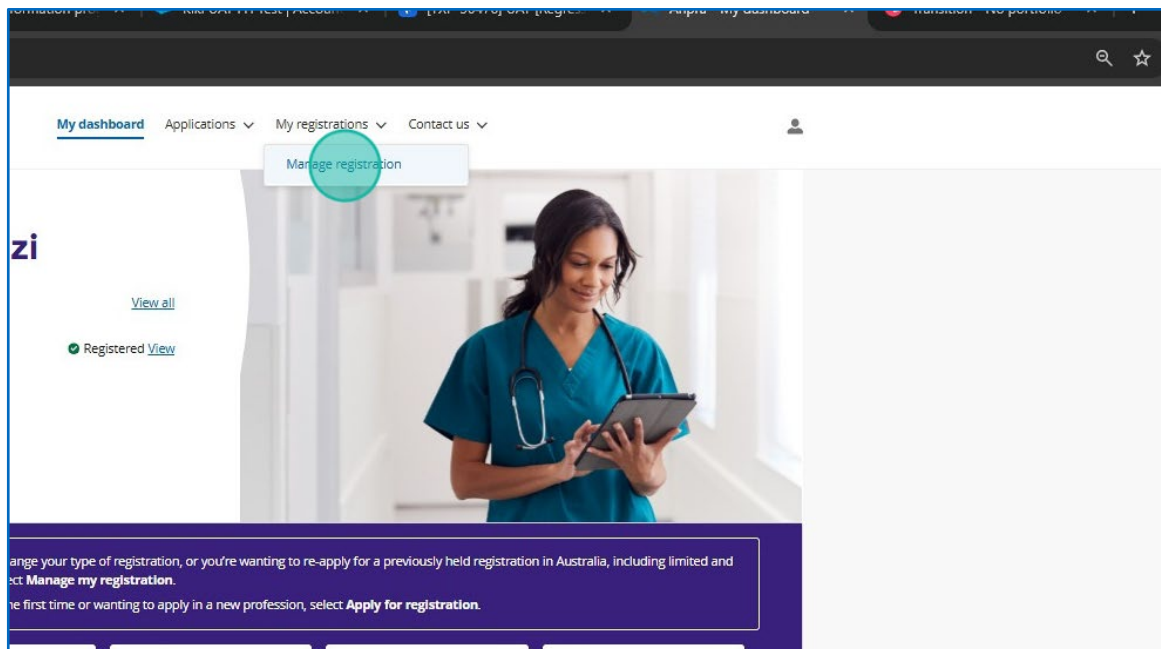 My dashboard Applications My registrations Contact us
Manage registration
zi
View all
Registered View
ange your type of registration, or you're wanting to re-apply for a previously held registration in Australia, including limited and
ct Manage my registration.
e first time or wanting to apply in a new profession, select Apply for registration.